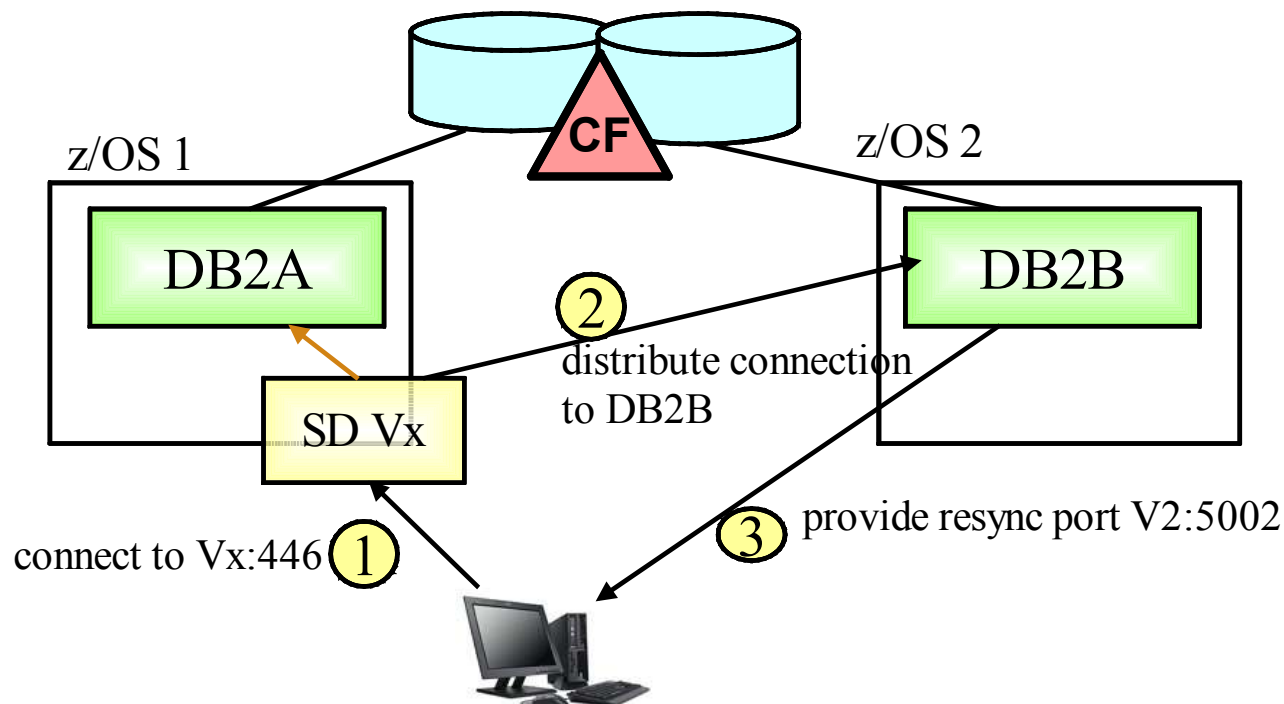 CF
z/OS 1
z/OS 2
DB2A
DB2B
2
distribute connection
to DB2B
SD Vx
3
provide resync port V2:5002
connect to Vx:446
1